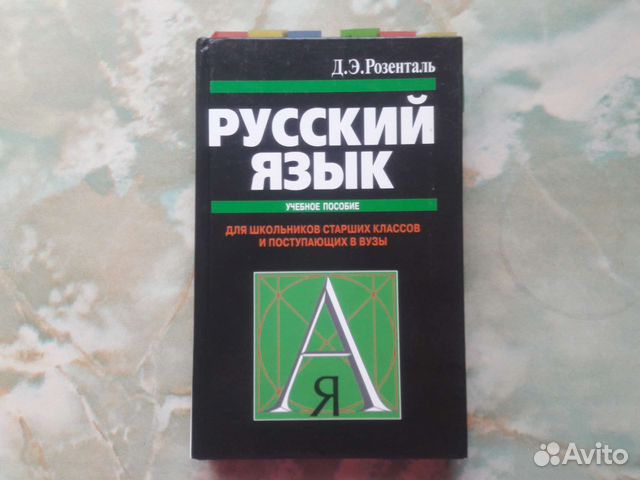 Д.Э.Розенталь
РУССКИЙ
ЯЗЫК
УЧЕБНОЕ ПОСОБИЕ
ДЛЯ ШКОЛЬНИКОВ СТАРШИХ КЛАССОВ
И ПОСТУПАЮЩИХ В ВУЗЫ
А
Я
Avito